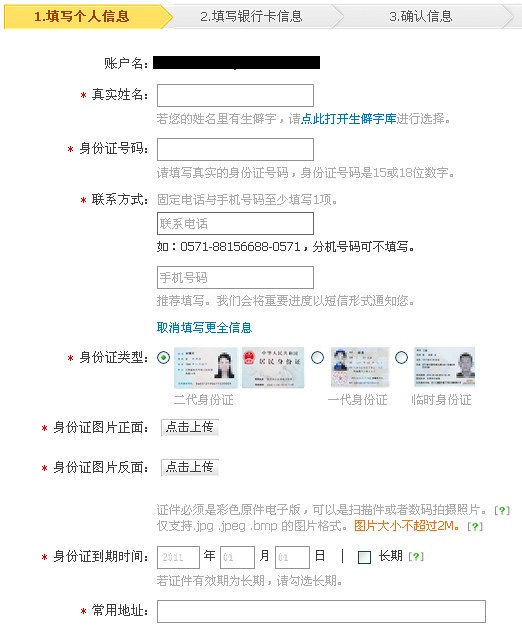 1.填写个人信息 2.填写银行卡信息 3.确认信息
账户名：
* 真实姓名：
若您的姓名里有生僻字，请点此打开生僻字库进行选择。
* 身份证号码：
请填写真实的身份证号码，身份证号码是15或18位数字。
* 联系方式： 固定电话与手机号码至少填写1项。
联系电话
如：0571-88156688-0571，分机号码可不填写。
手机号码
推荐填写。我们会将重要进度以短信形式通知您。
取消填写更全信息
* 身份证类型：
中华人民共和国
居民身份证
二代身份证 一代身份证 临时身份证
* 身份证图片正面： 点击上传
* 身份证图片反面： 点击上传
证件必须是彩色原件电子版，可以是扫描件或者数码拍摄照片。[?]
仅支持.jpg .jpeg .bmp 的图片格式。图片大小不超过2M。[?]
* 身份证到期时间： 2011 年 01 月 01 日 | 长期 [?]
若证件有效期为长期，请勾选长期。
* 常用地址：